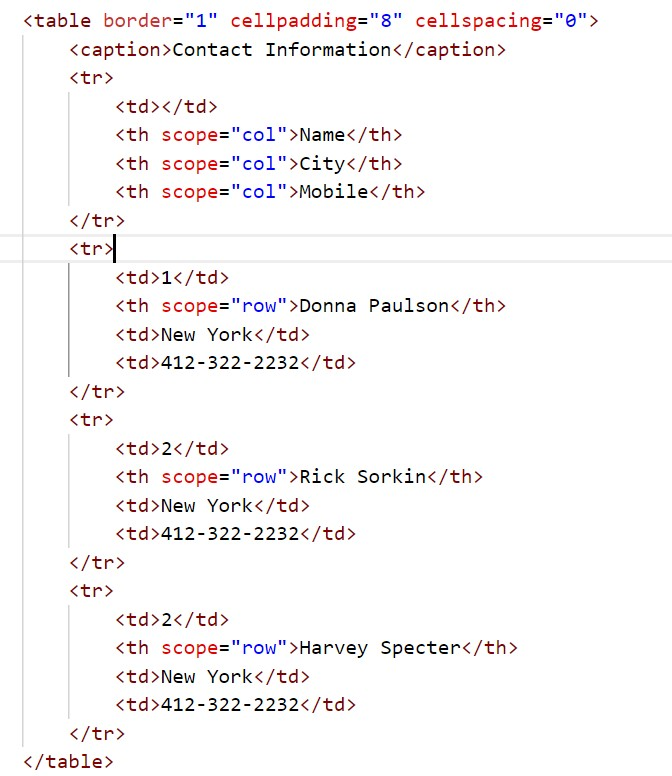 <table border="1" cellpadding="8" cellspacing="0">
    <caption>Contact Information</caption>
    <tr>
        <td></td>
        <th scope="col">Name</th>
        <th scope="col">City</th>
        <th scope="col">Mobile</th>
    </tr>
    <tr>
        <td>1</td>
        <th scope="row">Donna Paulson</th>
        <td>New York</td>
        <td>412-322-2232</td>
    </tr>
    <tr>
        <td>2</td>
        <th scope="row">Rick Sorkin</th>
        <td>New York</td>
        <td>412-322-2232</td>
    </tr>
    <tr>
        <td>2</td>
        <th scope="row">Harvey Specter</th>
        <td>New York</td>
        <td>412-322-2232</td>
    </tr>
</table>